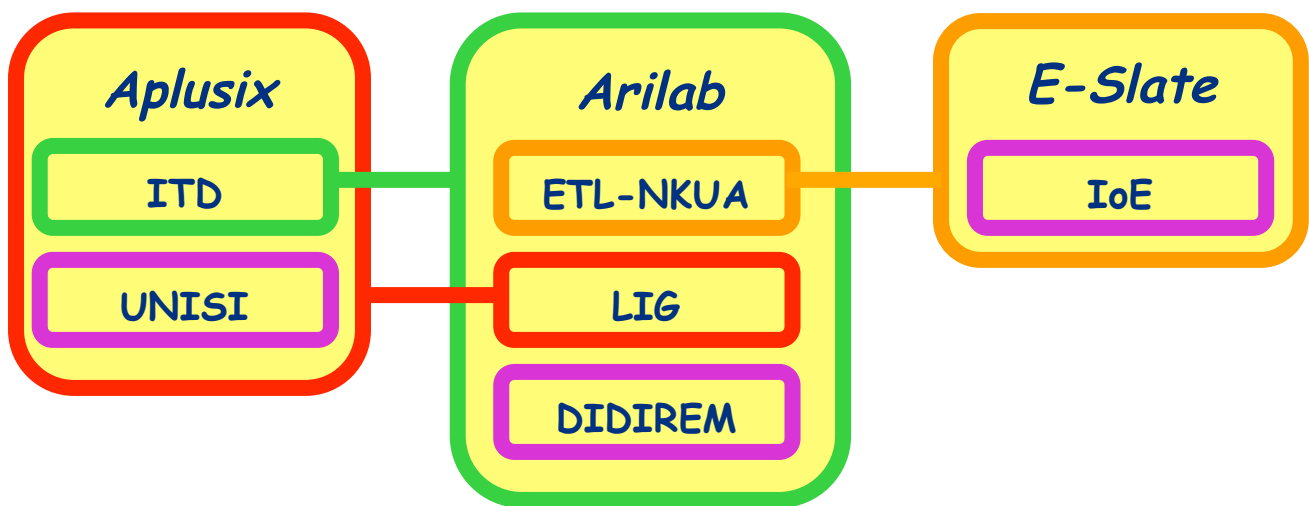 Aplusix
ITD
UNISI
Arilab
ETL-NKUA
LIG
DIDIREM
E-Slate
IoE